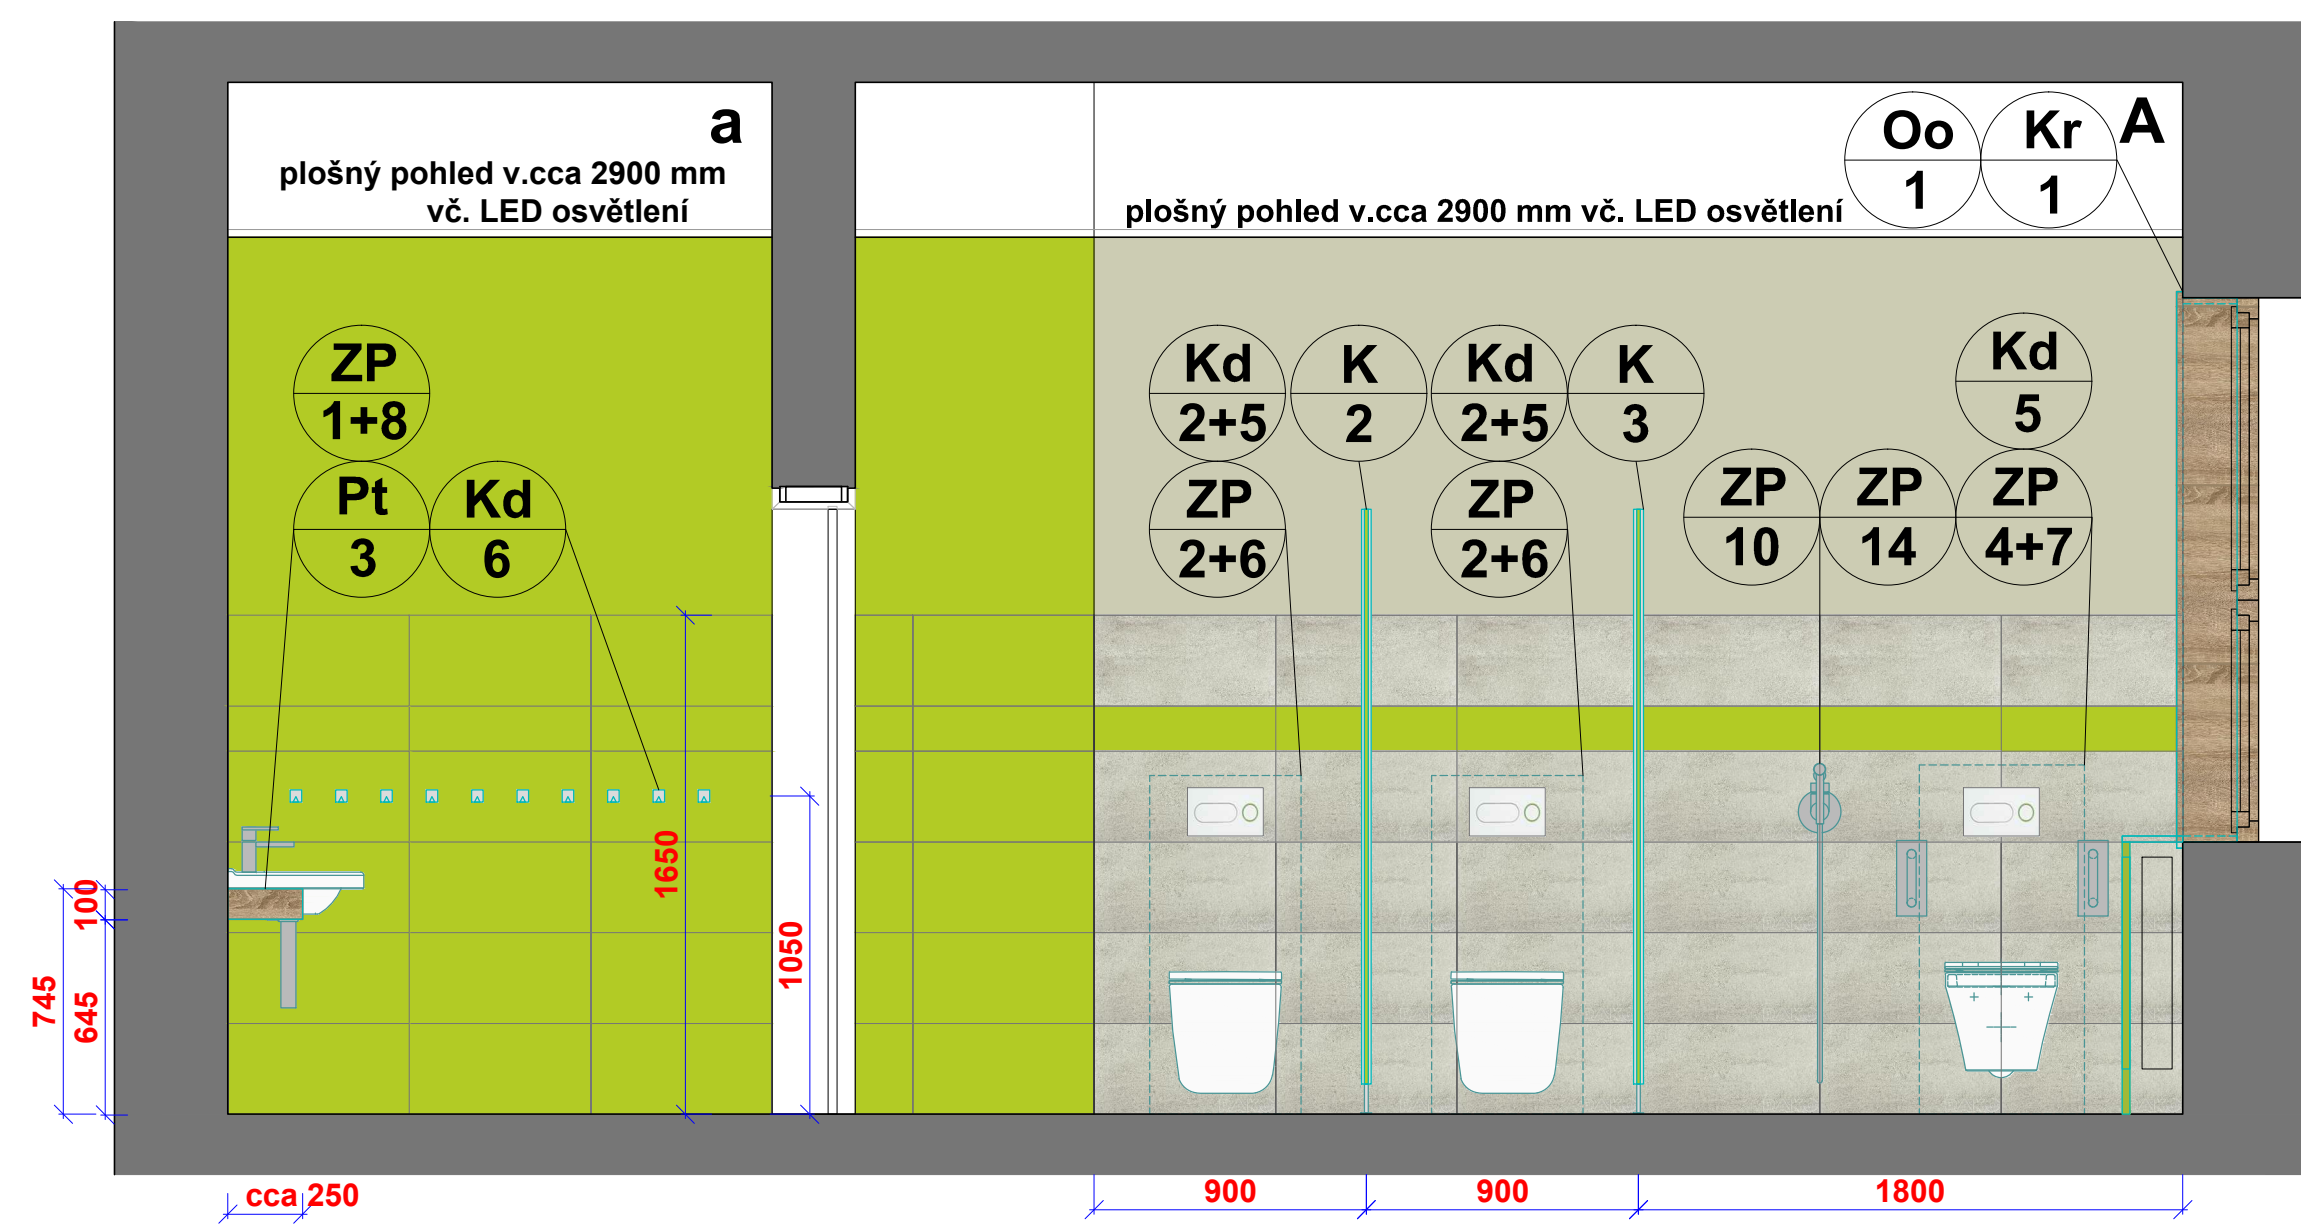 a
plošný pohled v.cca 2900 mm
vč. LED osvětlení
plošný pohled v.cca 2900 mm vč. LED osvětlení
Oo
1
Kr
1
A
ZP
1+8
Pt
3
Kd
6
Kd
2+5
ZP
2+6
K
2
Kd
2+5
ZP
2+6
K
3
ZP
10
ZP
14
Kd
5
ZP
4+7
1650
1050
100
745
645
cca 250
900
900
1800